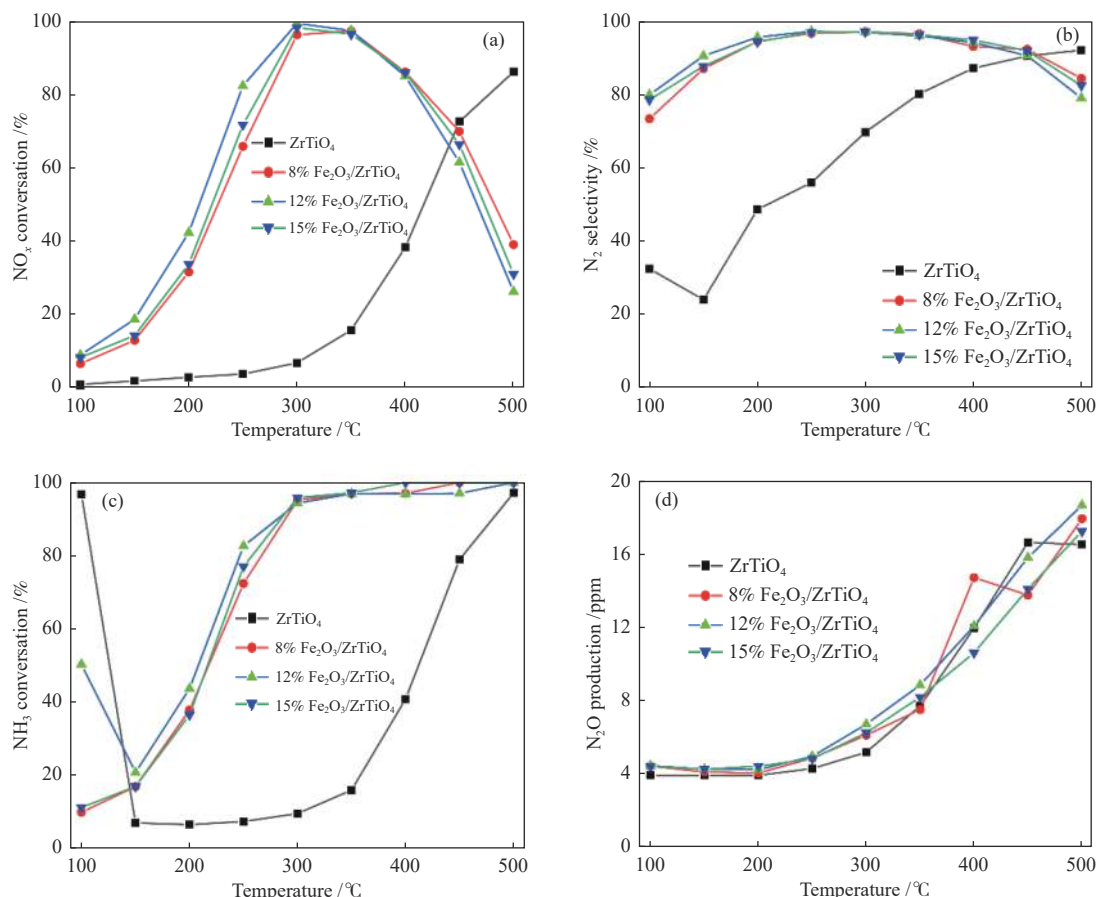 100
80
60
40
20
0
NOₓ conversation /%
(a)
ZrTiO₄
8% Fe₂O₃/ZrTiO₄
12% Fe₂O₃/ZrTiO₄
15% Fe₂O₃/ZrTiO₄
100 200 300 400 500
Temperature /℃
100
80
60
40
20
0
N₂ selectivity /%
(b)
ZrTiO₄
8% Fe₂O₃/ZrTiO₄
12% Fe₂O₃/ZrTiO₄
15% Fe₂O₃/ZrTiO₄
100 200 300 400 500
Temperature /℃
100
80
60
40
20
0
NH₃ conversation /%
(c)
ZrTiO₄
8% Fe₂O₃/ZrTiO₄
12% Fe₂O₃/ZrTiO₄
15% Fe₂O₃/ZrTiO₄
100 200 300 400 500
Temperature /℃
20
16
12
8
4
0
N₂O production /ppm
(d)
ZrTiO₄
8% Fe₂O₃/ZrTiO₄
12% Fe₂O₃/ZrTiO₄
15% Fe₂O₃/ZrTiO₄
100 200 300 400 500
Temperature /℃